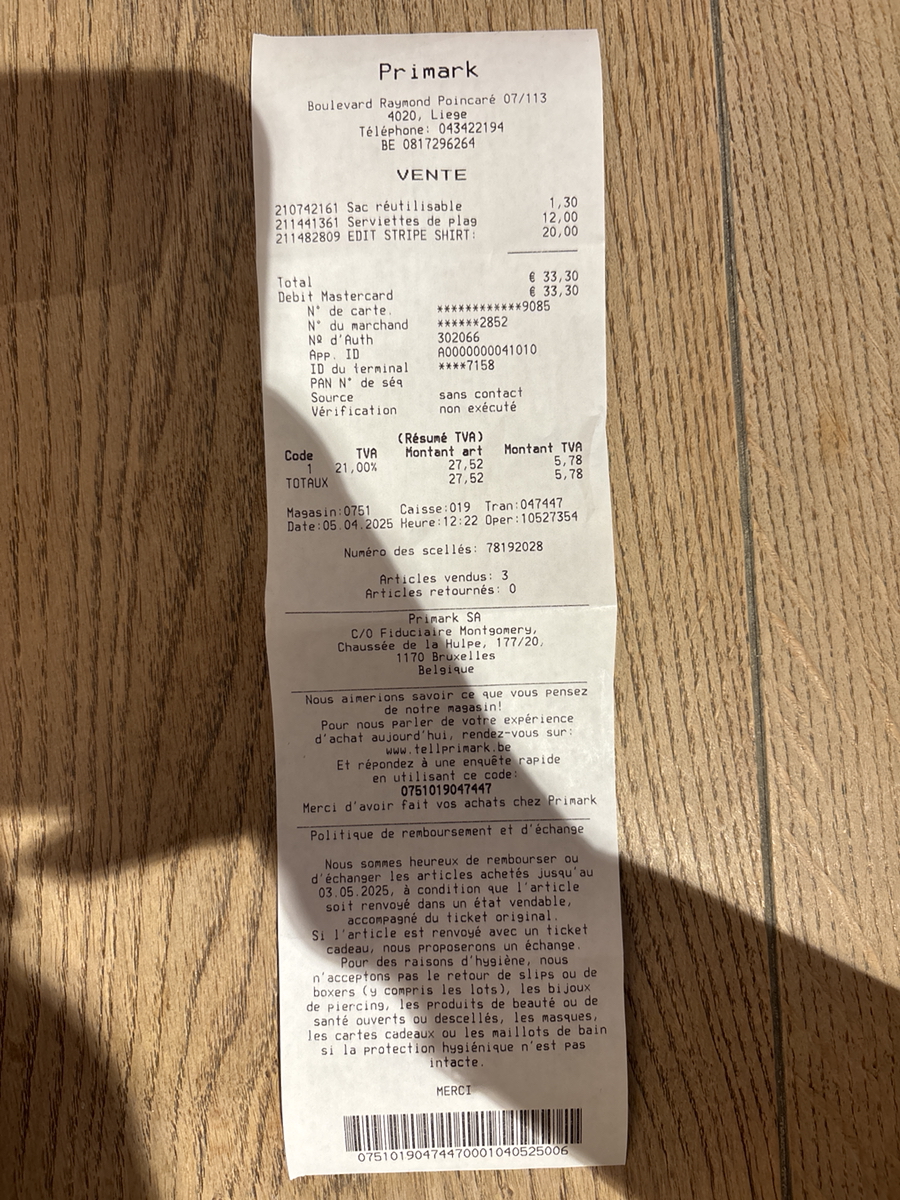 Primark
Boulevard Raymond Poincaré 07/113
4020, Liege
Téléphone: 043422194
BE 0817296264
VENTE
210742161 Sac réutilisable 1,30
211441361 Serviettes de plag 12,00
211482809 EDIT STRIPE SHIRT: 20,00
Total € 33,30
Debit Mastercard € 33,30
N° de carte. ************9085
N° du marchand ******2852
Nº d'Auth 302066
App. ID A0000000041010
ID du terminal ****7158
PAN N° de séq
Source sans contact
Vérification non exécuté
(Résumé TVA)
Code TVA Montant art Montant TVA
1 21,00% 27,52 5,78
TOTAUX 27,52 5,78
Magasin:0751 Caisse:019 Tran:047447
Date:05.04.2025 Heure:12:22 Oper:10527354
Numéro des scellés: 78192028
Articles vendus: 3
Articles retournés: 0
Primark SA
C/O Fiduciaire Montgomery,
Chaussée de la Hulpe, 177/20,
1170 Bruxelles
Belgique
Nous aimerions savoir ce que vous pensez
de notre magasin!
Pour nous parler de votre expérience
d'achat aujourd'hui, rendez-vous sur:
www.tellprimark.be
Et répondez à une enquête rapide
en utilisant ce code:
0751019047447
Merci d'avoir fait vos achats chez Primark
Politique de remboursement et d'échange
Nous sommes heureux de rembourser ou
d'échanger les articles achetés jusqu'au
03.05.2025, à condition que l'article
soit renvoyé dans un état vendable,
accompagné du ticket original.
Si l'article est renvoyé avec un ticket
cadeau, nous proposerons un échange.
Pour des raisons d'hygiène, nous
n'acceptons pas le retour de slips ou de
boxers (y compris les lots), les bijoux
de piercing, les produits de beauté ou de
santé ouverts ou descellés, les masques,
les cartes cadeaux ou les maillots de bain
si la protection hygiénique n'est pas
intacte.
MERCI
07510190474470001040525006